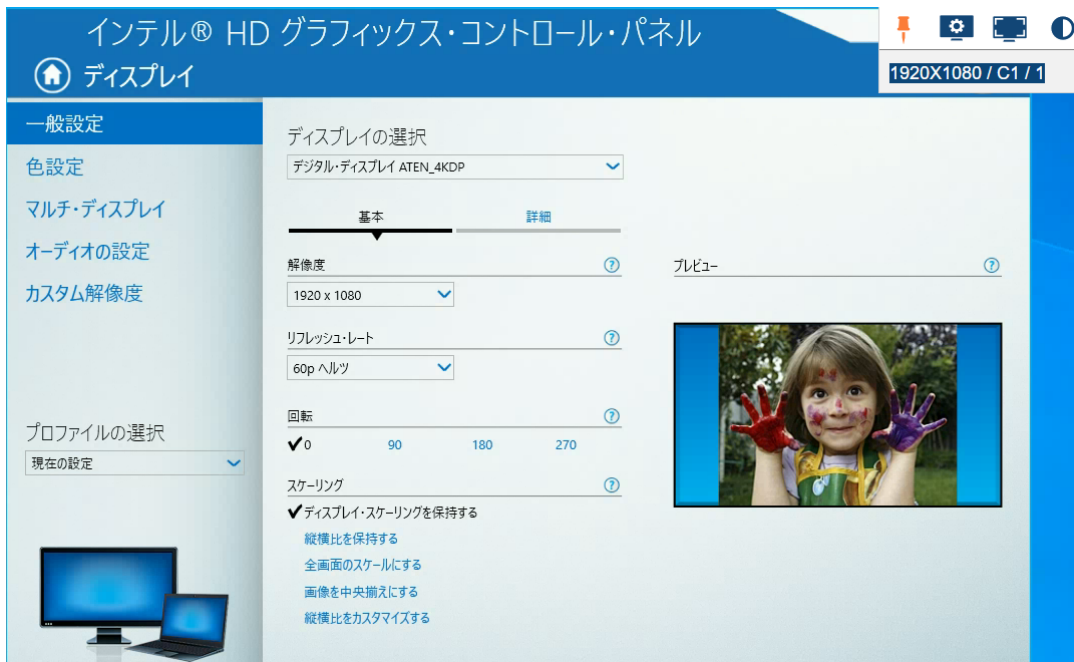 インテル® HD グラフィックス・コントロール・パネル
ディスプレイ
1920X1080 / C1 / 1
一般設定
色設定
マルチ・ディスプレイ
オーディオの設定
カスタム解像度
プロファイルの選択
現在の設定
ディスプレイの選択
デジタル・ディスプレイ ATEN_4KDP
基本 詳細
解像度 ?
1920 x 1080
リフレッシュ・レート ?
60p ヘルツ
回転 ?
✔0 90 180 270
スケーリング ?
✔ディスプレイ・スケーリングを保持する
縦横比を保持する
全画面のスケールにする
画像を中央揃えにする
縦横比をカスタマイズする
プレビュー ?